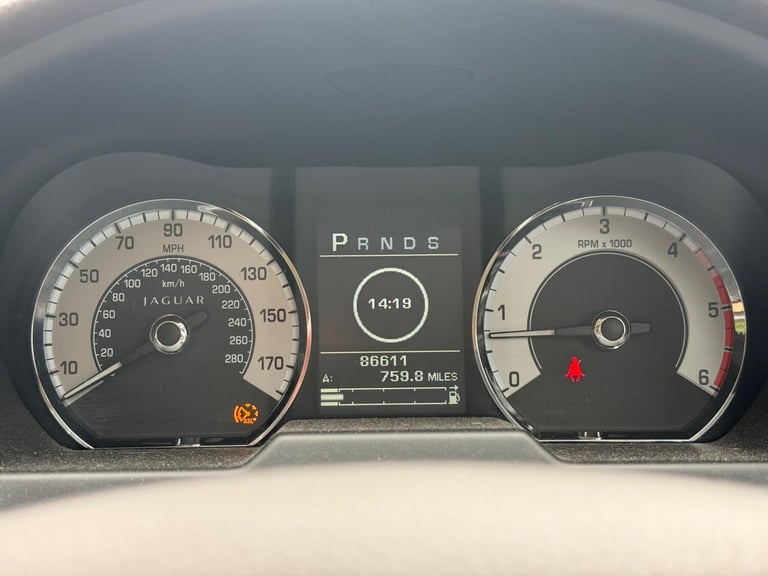 10 30 50 70 90 110 130 150 170
MPH
20 40 60 80 100 120 140 160 180 200 220 240 260 280
km/h
JAGUAR
ASL
P R N D S
14:19
86611
A: 759.8 MILES
0 1 2 3 4 5 6
RPM x 1000